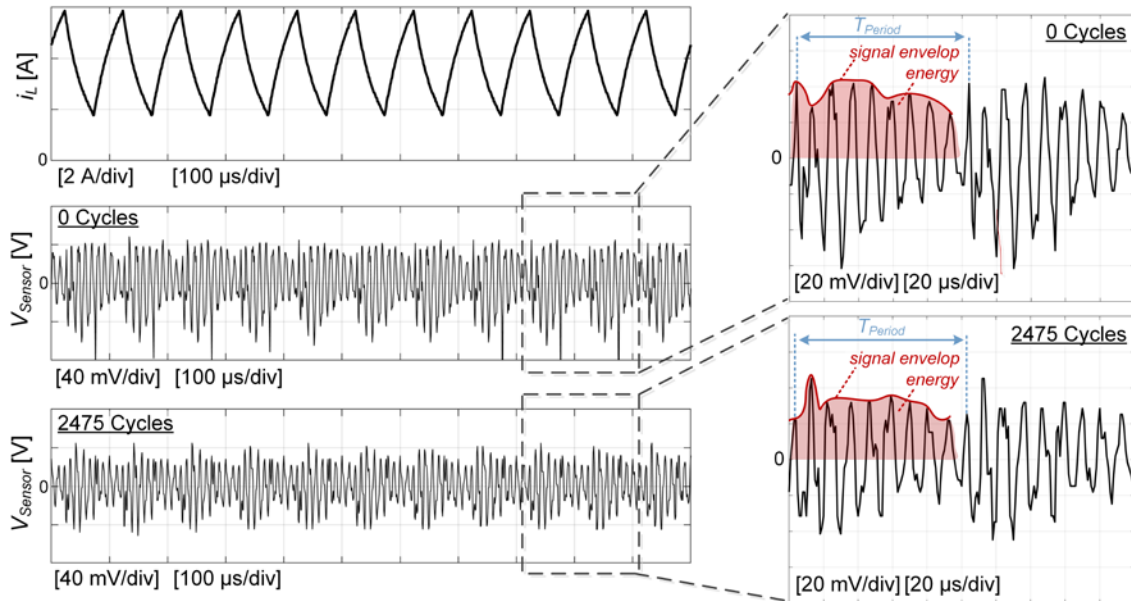 i_L [A]
0
[2 A/div] [100 µs/div]
0 Cycles
V_Sensor [V]
0
[40 mV/div] [100 µs/div]
2475 Cycles
V_Sensor [V]
0
[40 mV/div] [100 µs/div]
T_Period
0 Cycles
signal envelop
energy
0
[20 mV/div] [20 µs/div]
T_Period
2475 Cycles
signal envelop
energy
0
[20 mV/div] [20 µs/div]